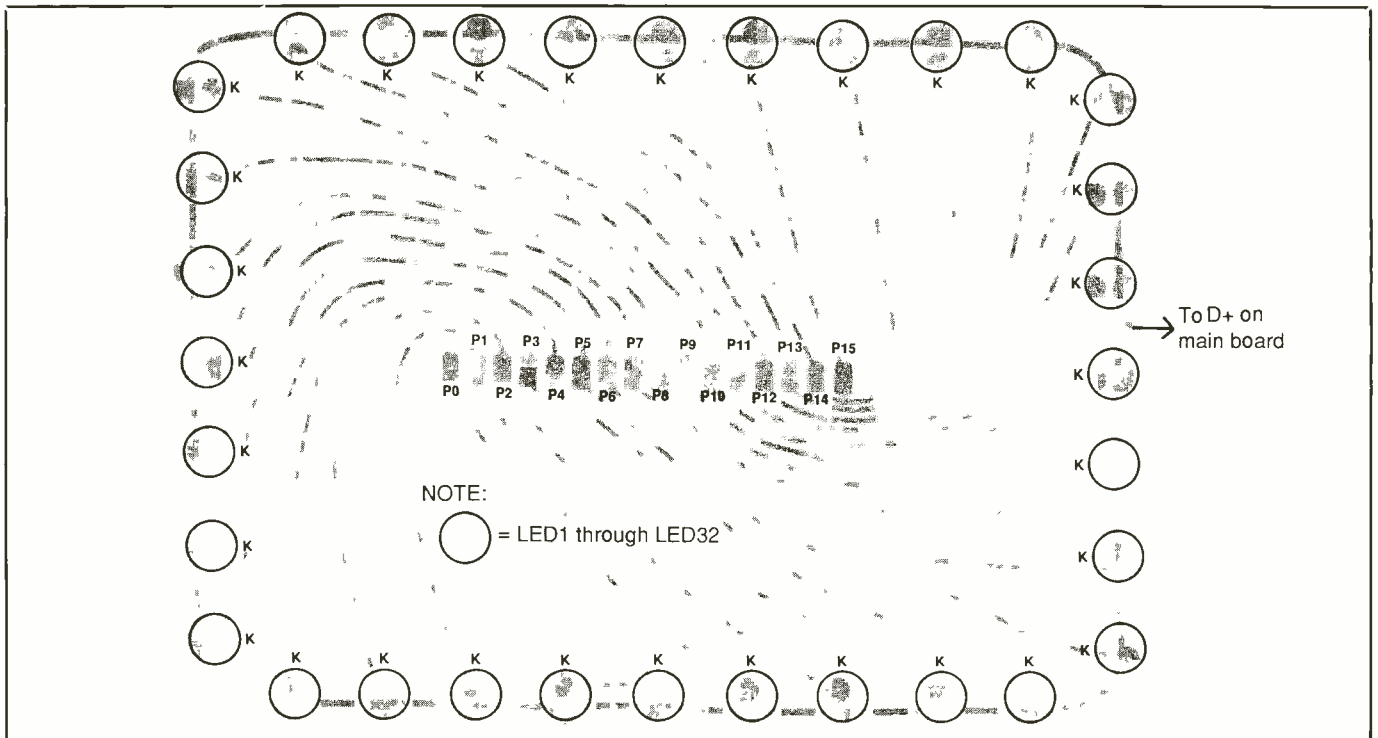 K K K K K K K K K
K K
K K
K K
K K
To D+ on
main board
P1 P3 P5 P7 P9 P11 P13 P15
P0 P2 P4 P6 P8 P10 P12 P14
K K
K K
K K
NOTE:
= LED1 through LED32
K K K K K K K K K